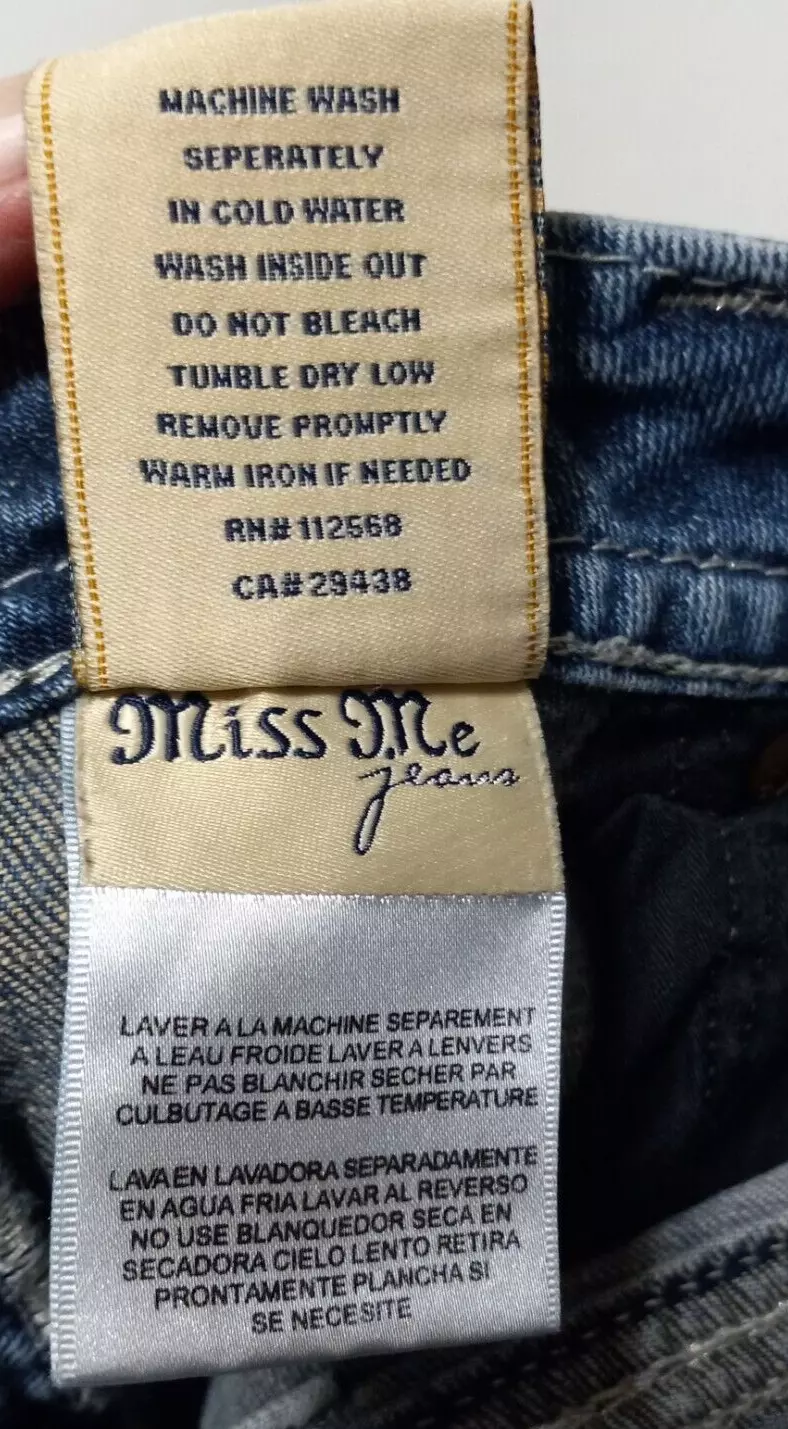 MACHINE WASH
SEPERATELY
IN COLD WATER
WASH INSIDE OUT
DO NOT BLEACH
TUMBLE DRY LOW
REMOVE PROMPTLY
WARM IRON IF NEEDED
RN# 112568
CA# 29438
Miss Me
jeans
LAVER A LA MACHINE SEPAREMENT
A LEAU FROIDE LAVER A LENVERS
NE PAS BLANCHIR SECHER PAR
CULBUTAGE A BASSE TEMPERATURE
LAVA EN LAVADORA SEPARADAMENTE
EN AGUA FRIA LAVAR AL REVERSO
NO USE BLANQUEDOR SECA EN
SECADORA CIELO LENTO RETIRA
PRONTAMENTE PLANCHA SI
SE NECESITE